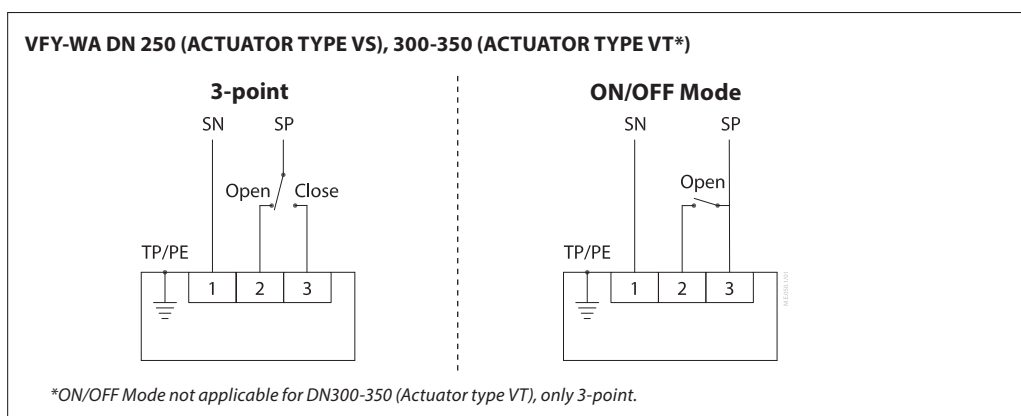 VFY-WA DN 250 (ACTUATOR TYPE VS), 300-350 (ACTUATOR TYPE VT*)
3-point
SN SP
Open Close
TP/PE
1 2 3
ON/OFF Mode
SN SP
Open
TP/PE
1 2 3
*ON/OFF Mode not applicable for DN300-350 (Actuator type VT), only 3-point.